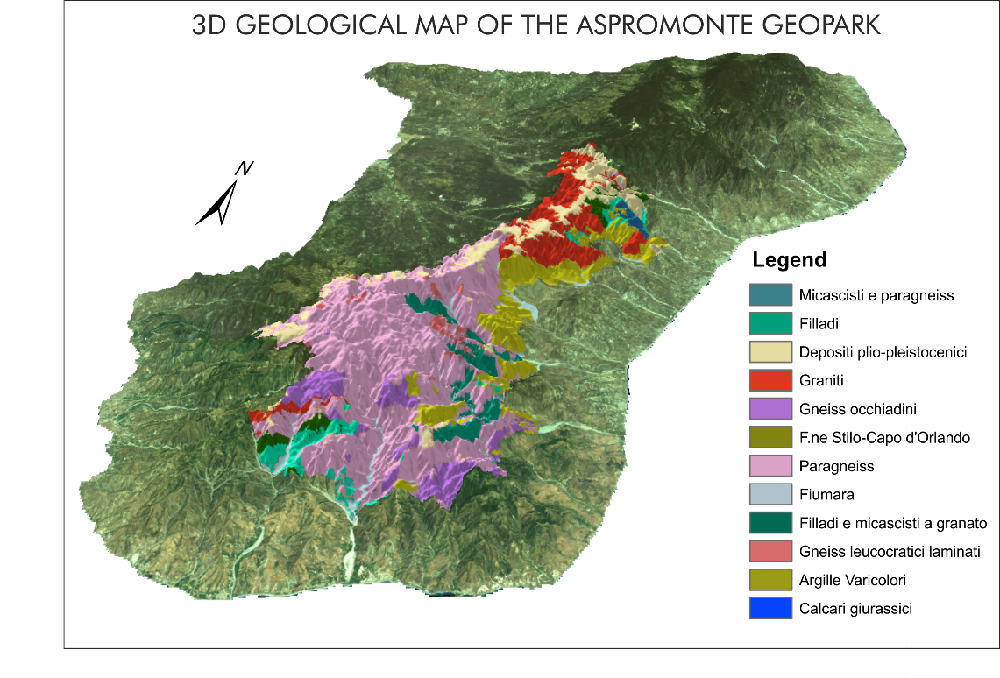 3D GEOLOGICAL MAP OF THE ASPROMONTE GEOPARK
N
Legend
Micascisti e paragneiss
Filladi
Depositi plio-pleistocenici
Graniti
Gneiss occhiadini
F.ne Stilo-Capo d'Orlando
Paragneiss
Fiumara
Filladi e micascisti a granato
Gneiss leucocratici laminati
Argille Varicolori
Calcari giurassici